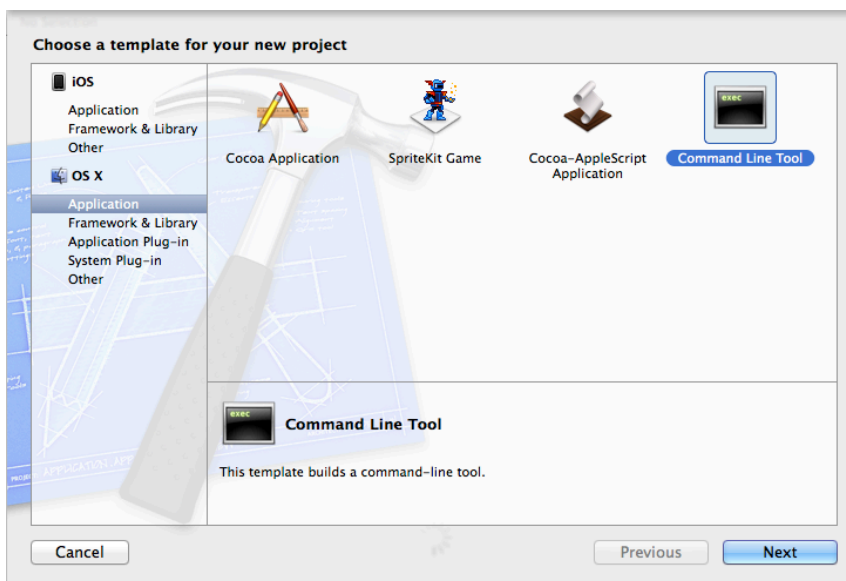 Choose a template for your new project
iOS
Application
Framework & Library
Other
OS X
Application
Framework & Library
Application Plug-in
System Plug-in
Other
Cocoa Application
SpriteKit Game
Cocoa-AppleScript
Application
Command Line Tool
exec
exec
Command Line Tool
This template builds a command-line tool.
Cancel
Previous
Next